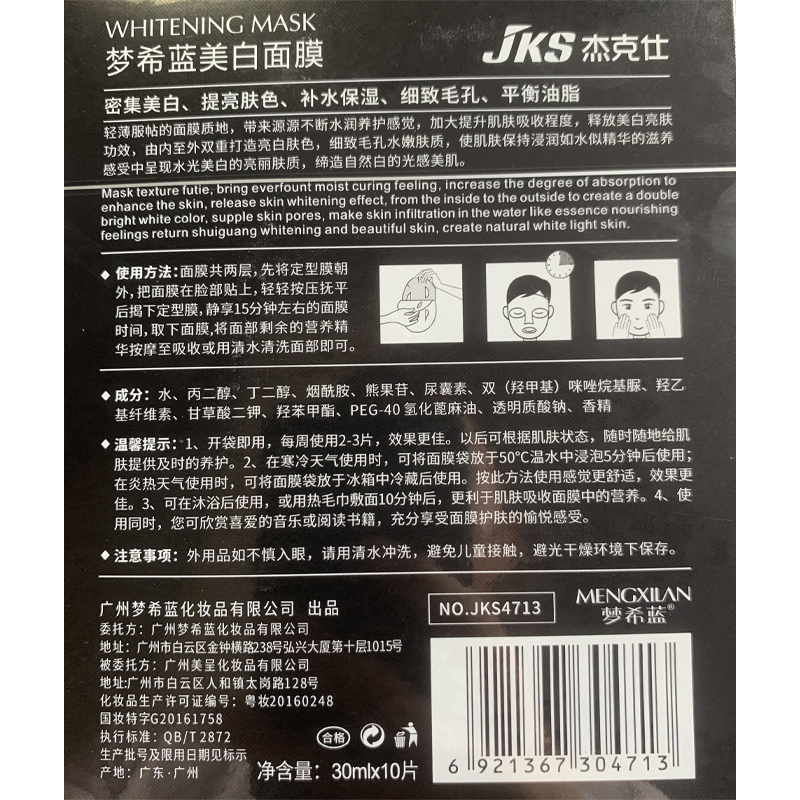 WHITENING MASK
梦希蓝美白面膜
JKS 杰克仕
密集美白、提亮肤色、补水保湿、细致毛孔、平衡油脂
轻薄服帖的面膜质地，带来源源不断水润养护感觉，加大提升肌肤吸收程度，释放美白亮肤
功效，由内至外双重打造亮白肤色，细致毛孔水嫩肤质，使肌肤保持浸润如水似精华的滋养
感受中呈现水光美白的亮丽肤质，缔造自然白的光感美肌。
Mask texture futie, bring everfount moist curing feeling, increase the degree of absorption to
enhance the skin, release skin whitening effect, from the inside to the outside to create a double
bright white color, supple skin pores, make skin infiltration in the water like essence nourishing
feelings return shuiguang whitening and beautiful skin, create natural white light skin.
◆ 使用方法:面膜共两层,先将定型膜朝
外,把面膜在脸部贴上,轻轻按压抚平
后揭下定型膜,静享15分钟左右的面膜
时间,取下面膜,将面部剩余的营养精
华按摩至吸收或用清水清洗面部即可。
◆ 成分：水、丙二醇、丁二醇、烟酰胺、熊果苷、尿囊素、双（羟甲基）咪唑烷基脲、羟乙
基纤维素、甘草酸二钾、羟苯甲酯、PEG-40 氢化蓖麻油、透明质酸钠、香精
◆ 温馨提示：1、开袋即用，每周使用2-3片，效果更佳。以后可根据肌肤状态，随时随地给肌
肤提供及时的养护。2、在寒冷天气使用时，可将面膜袋放于50℃温水中浸泡5分钟后使用；
在炎热天气使用时，可将面膜袋放于冰箱中冷藏后使用。按此方法使用感觉更舒适，效果更
佳。3、可在沐浴后使用，或用热毛巾敷面10分钟后，更利于肌肤吸收面膜中的营养。4、使
用同时，您可欣赏喜爱的音乐或阅读书籍，充分享受面膜护肤的愉悦感受。
◆ 注意事项：外用品如不慎入眼，请用清水冲洗，避免儿童接触，避光干燥环境下保存。
广州梦希蓝化妆品有限公司 出品
委托方：广州梦希蓝化妆品有限公司
地址：广州市白云区金钟横路238号弘兴大厦第十层1015号
被委托方：广州美呈化妆品有限公司
地址:广州市白云区人和镇太岗路128号
化妆品生产许可证编号：粤妆20160248
国妆特字G20161758
执行标准：QB/T 2872
生产批号及限用日期见标示
产地：广东·广州
NO.JKS4713
MENGXILAN
梦希蓝®
合格
净含量：30mlx10片
6 921367 304713